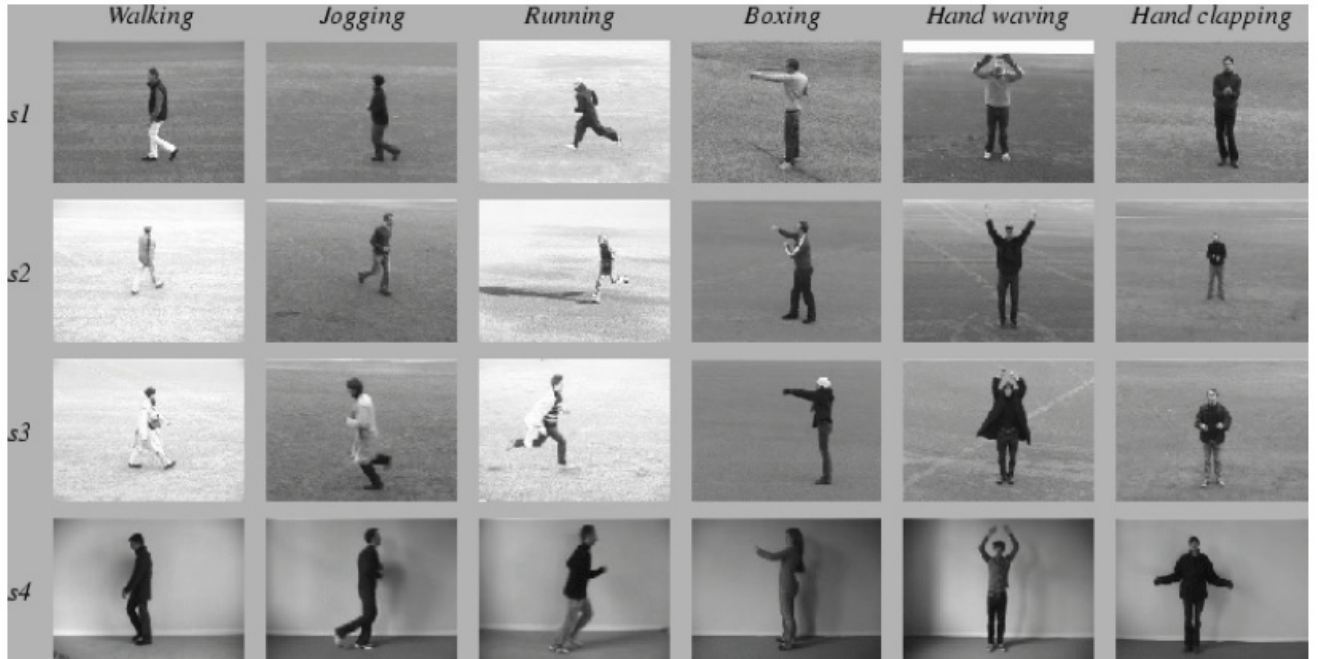 Walking Jogging Running Boxing Hand waving Hand clapping
s1
s2
s3
s4